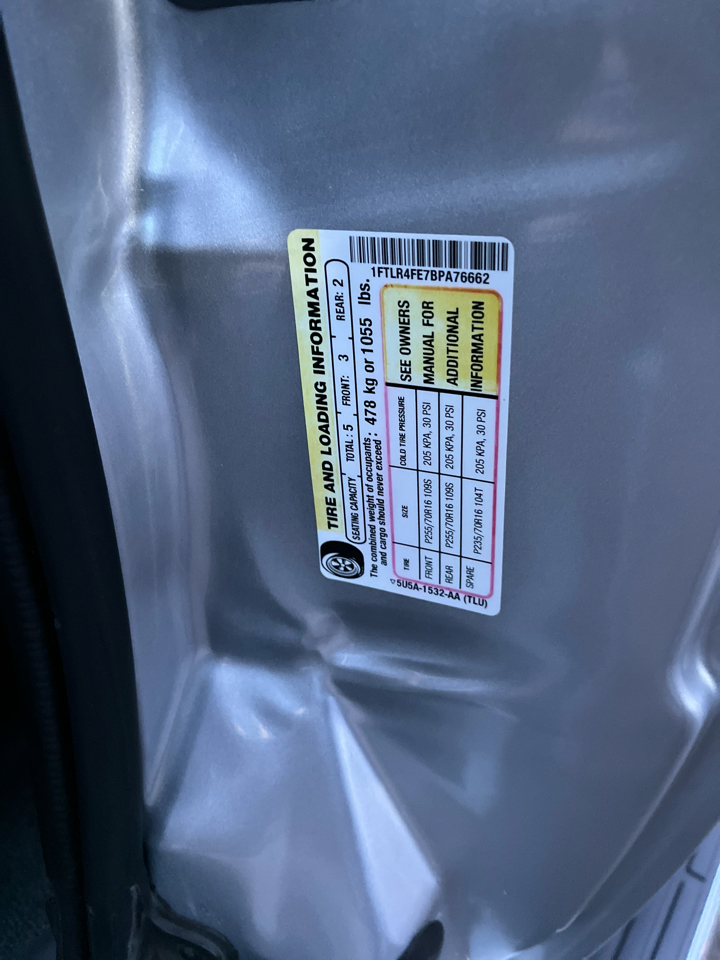 TIRE AND LOADING INFORMATION
SEATING CAPACITY TOTAL: 5 FRONT: 3 REAR: 2
The combined weight of occupants and cargo should never exceed : 478 kg or 1055 lbs.
TIRE SIZE COLD TIRE PRESSURE
FRONT P255/70R16 109S 205 KPA, 30 PSI
REAR P255/70R16 109S 205 KPA, 30 PSI
SPARE P235/70R16 104T 205 KPA, 30 PSI
SEE OWNERS
MANUAL FOR
ADDITIONAL
INFORMATION
1FTLR4FE7BPA76662
5U5A-1532-AA (TLU)